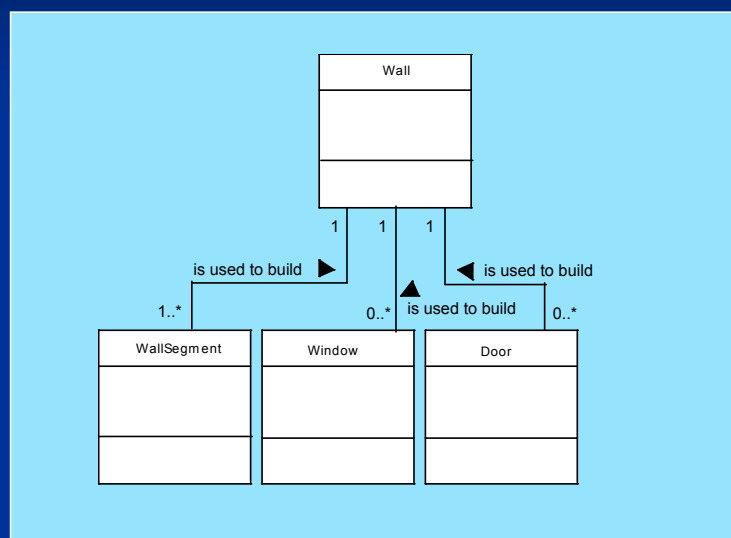 Wall
1 1 1
is used to build is used to build
1..* 0..* is used to build 0..*
WallSegment Window Door